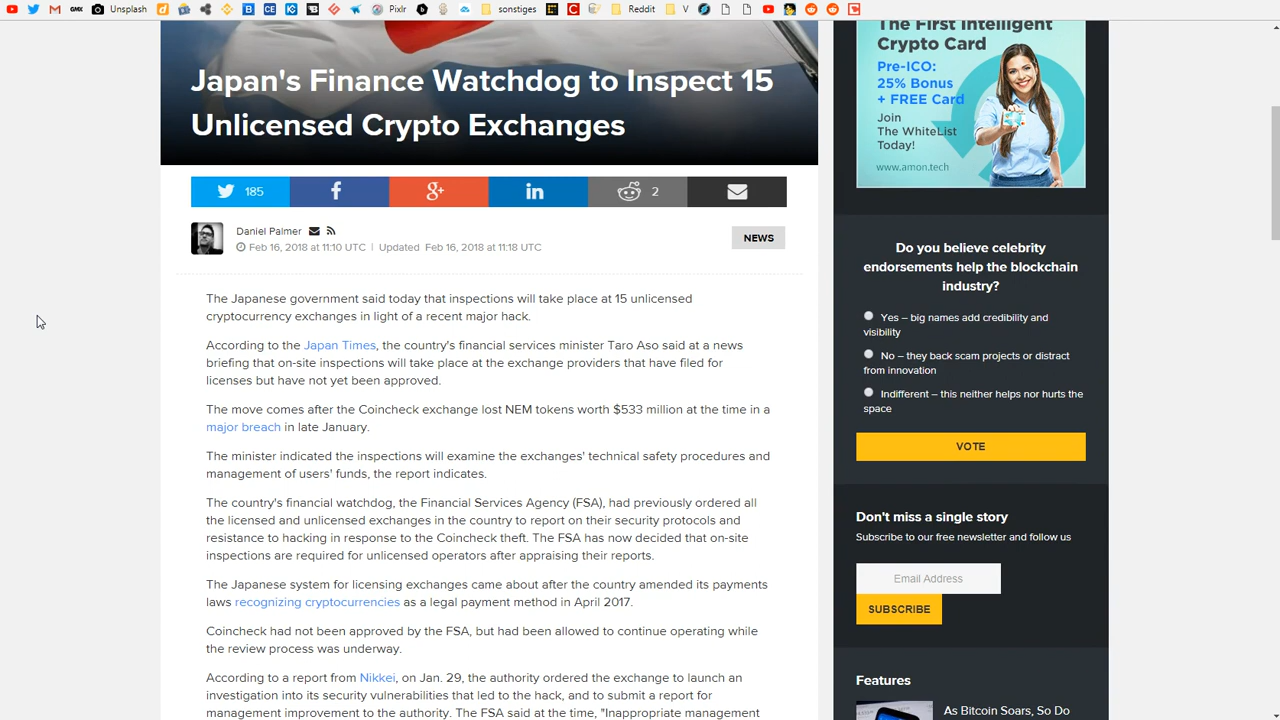 Unsplash
Pixlr
sonstiges
Reddit
V
Japan's Finance Watchdog to Inspect 15
Unlicensed Crypto Exchanges
185
2
Daniel Palmer
Feb 16, 2018 at 11:10 UTC | Updated Feb 16, 2018 at 11:18 UTC
NEWS
The Japanese government said today that inspections will take place at 15 unlicensed
cryptocurrency exchanges in light of a recent major hack.
According to the Japan Times, the country's financial services minister Taro Aso said at a news
briefing that on-site inspections will take place at the exchange providers that have filed for
licenses but have not yet been approved.
The move comes after the Coincheck exchange lost NEM tokens worth $533 million at the time in a
major breach in late January.
The minister indicated the inspections will examine the exchanges' technical safety procedures and
management of users' funds, the report indicates.
The country's financial watchdog, the Financial Services Agency (FSA), had previously ordered all
the licensed and unlicensed exchanges in the country to report on their security protocols and
resistance to hacking in response to the Coincheck theft. The FSA has now decided that on-site
inspections are required for unlicensed operators after appraising their reports.
The Japanese system for licensing exchanges came about after the country amended its payments
laws recognizing cryptocurrencies as a legal payment method in April 2017.
Coincheck had not been approved by the FSA, but had been allowed to continue operating while
the review process was underway.
According to a report from Nikkei, on Jan. 29, the authority ordered the exchange to launch an
investigation into its security vulnerabilities that led to the hack, and to submit a report for
management improvement to the authority. The FSA said at the time, "Inappropriate management
The First Intelligent
Crypto Card
Pre-ICO:
25% Bonus
+ FREE Card
Join
The WhiteList
Today!
www.amon.tech
Do you believe celebrity
endorsements help the blockchain
industry?
Yes – big names add credibility and
visibility
No – they back scam projects or distract
from innovation
Indifferent – this neither helps nor hurts the
space
VOTE
Don't miss a single story
Subscribe to our free newsletter and follow us
Email Address
SUBSCRIBE
Features
As Bitcoin Soars, So Do